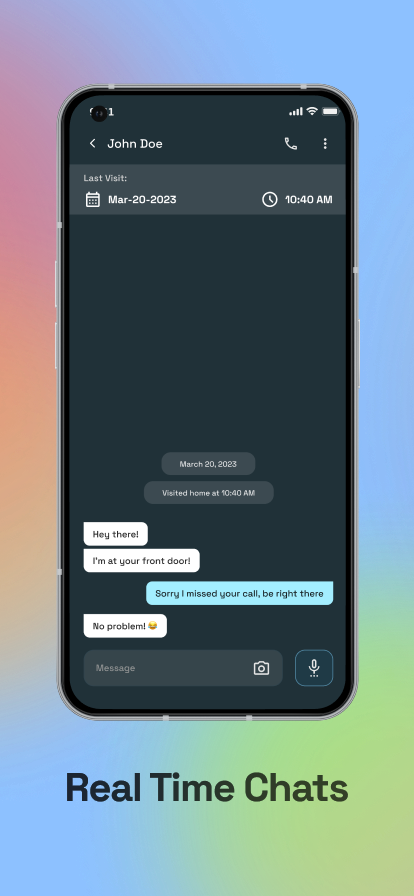 John Doe
Last Visit:
Mar-20-2023
10:40 AM
March 20, 2023
Visited home at 10:40 AM
Hey there!
I'm at your front door!
Sorry I missed your call, be right there
No problem! 😂
Message
Real Time Chats